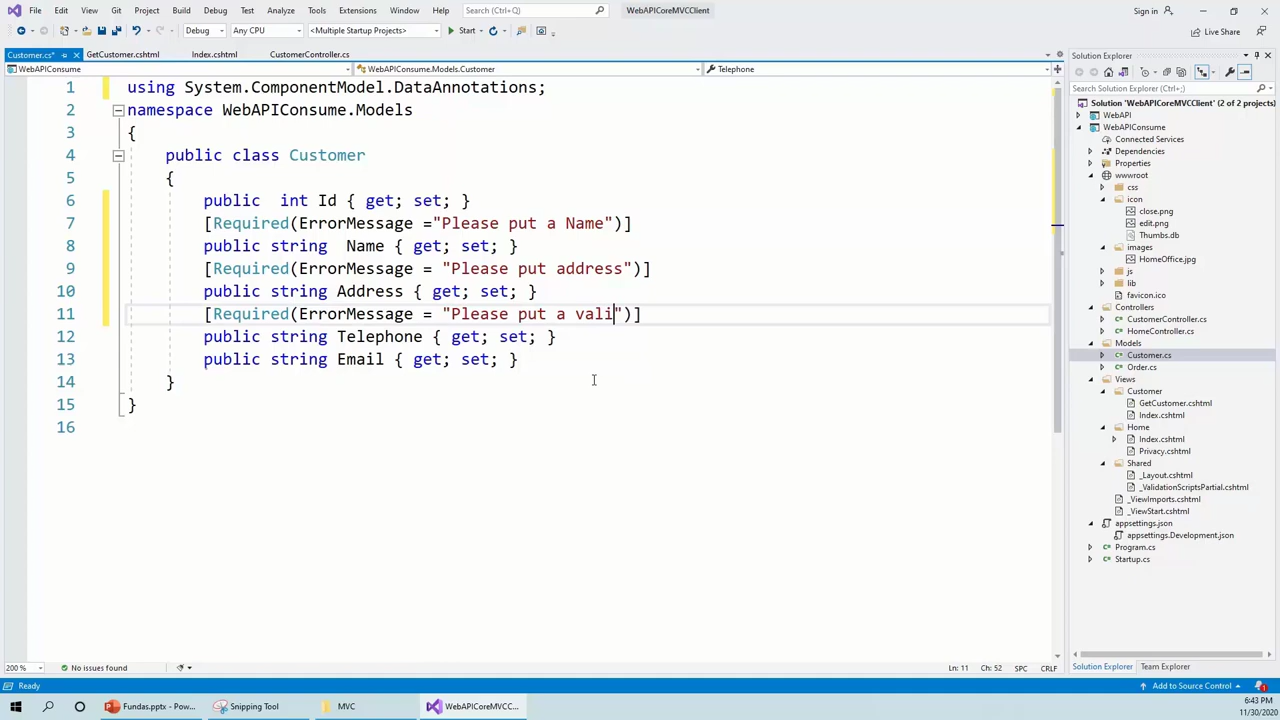 File Edit View Git Project Build Debug Test Analyze Tools Extensions Window Help Search (Ctrl+Q) WebAPICoreMVCClient Sign in
Debug Any CPU <Multiple Startup Projects> Start Live Share
Customer.cs* GetCustomer.cshtml Index.cshtml CustomerController.cs
WebAPIConsume WebAPIConsume.Models.Customer Telephone
1 using System.ComponentModel.DataAnnotations;
2 namespace WebAPIConsume.Models
3 {
4 public class Customer
5 {
6 public int Id { get; set; }
7 [Required(ErrorMessage ="Please put a Name")]
8 public string Name { get; set; }
9 [Required(ErrorMessage = "Please put address")]
10 public string Address { get; set; }
11 [Required(ErrorMessage = "Please put a vali")]
12 public string Telephone { get; set; }
13 public string Email { get; set; }
14 }
15 }
16
200 % No issues found Ln: 11 Ch: 52 SPC CRLF
Solution Explorer
Search Solution Explorer (Ctrl+;)
Solution 'WebAPICoreMVCClient' (2 of 2 projects)
WebAPI
WebAPIConsume
Connected Services
Dependencies
Properties
wwwroot
css
icon
close.png
edit.png
Thumbs.db
images
HomeOffice.jpg
js
lib
favicon.ico
Controllers
CustomerController.cs
HomeController.cs
Models
Customer.cs
Order.cs
Views
Customer
GetCustomer.cshtml
Index.cshtml
Home
Index.cshtml
Privacy.cshtml
Shared
_Layout.cshtml
_ValidationScriptsPartial.cshtml
_ViewImports.cshtml
_ViewStart.cshtml
appsettings.json
appsettings.Development.json
Program.cs
Startup.cs
Solution Explorer Team Explorer
Ready Add to Source Control 1
Fundas.pptx - Pow... Snipping Tool MVC WebAPICoreMVCC... 6:43 PM
11/30/2020